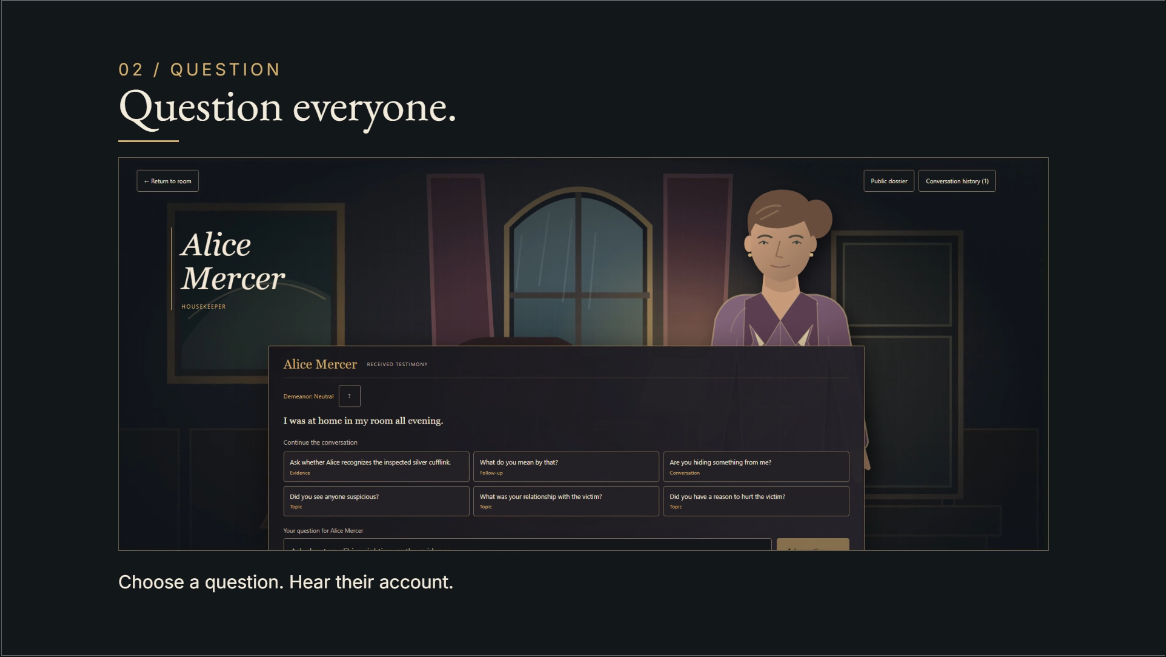 02 / QUESTION
Question everyone.
← Return to room
Public dossier
Conversation history (1)
Alice
Mercer
HOUSEKEEPER
Alice Mercer
RECEIVED TESTIMONY
Demeanor: Neutral
?
I was at home in my room all evening.
Continue the conversation
Ask whether Alice recognizes the inspected silver cufflink.
Evidence
What do you mean by that?
Follow-up
Are you hiding something from me?
Conversation
Did you see anyone suspicious?
Topic
What was your relationship with the victim?
Topic
Did you have a reason to hurt the victim?
Topic
Your question for Alice Mercer
Choose a question. Hear their account.